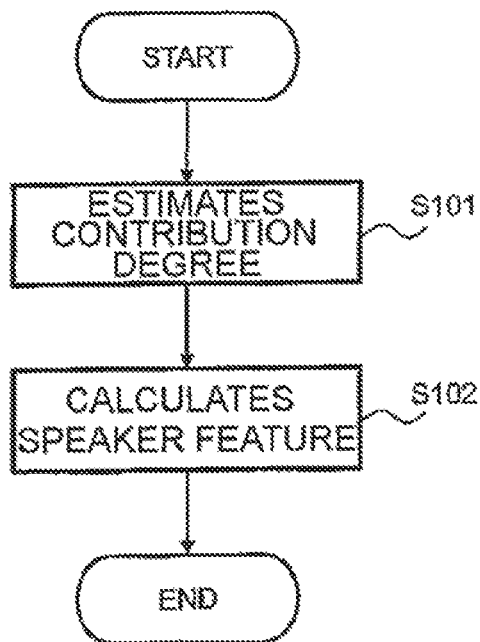 START
ESTIMATES
CONTRIBUTION
DEGREE
S101
CALCULATES
SPEAKER FEATURE
S102
END